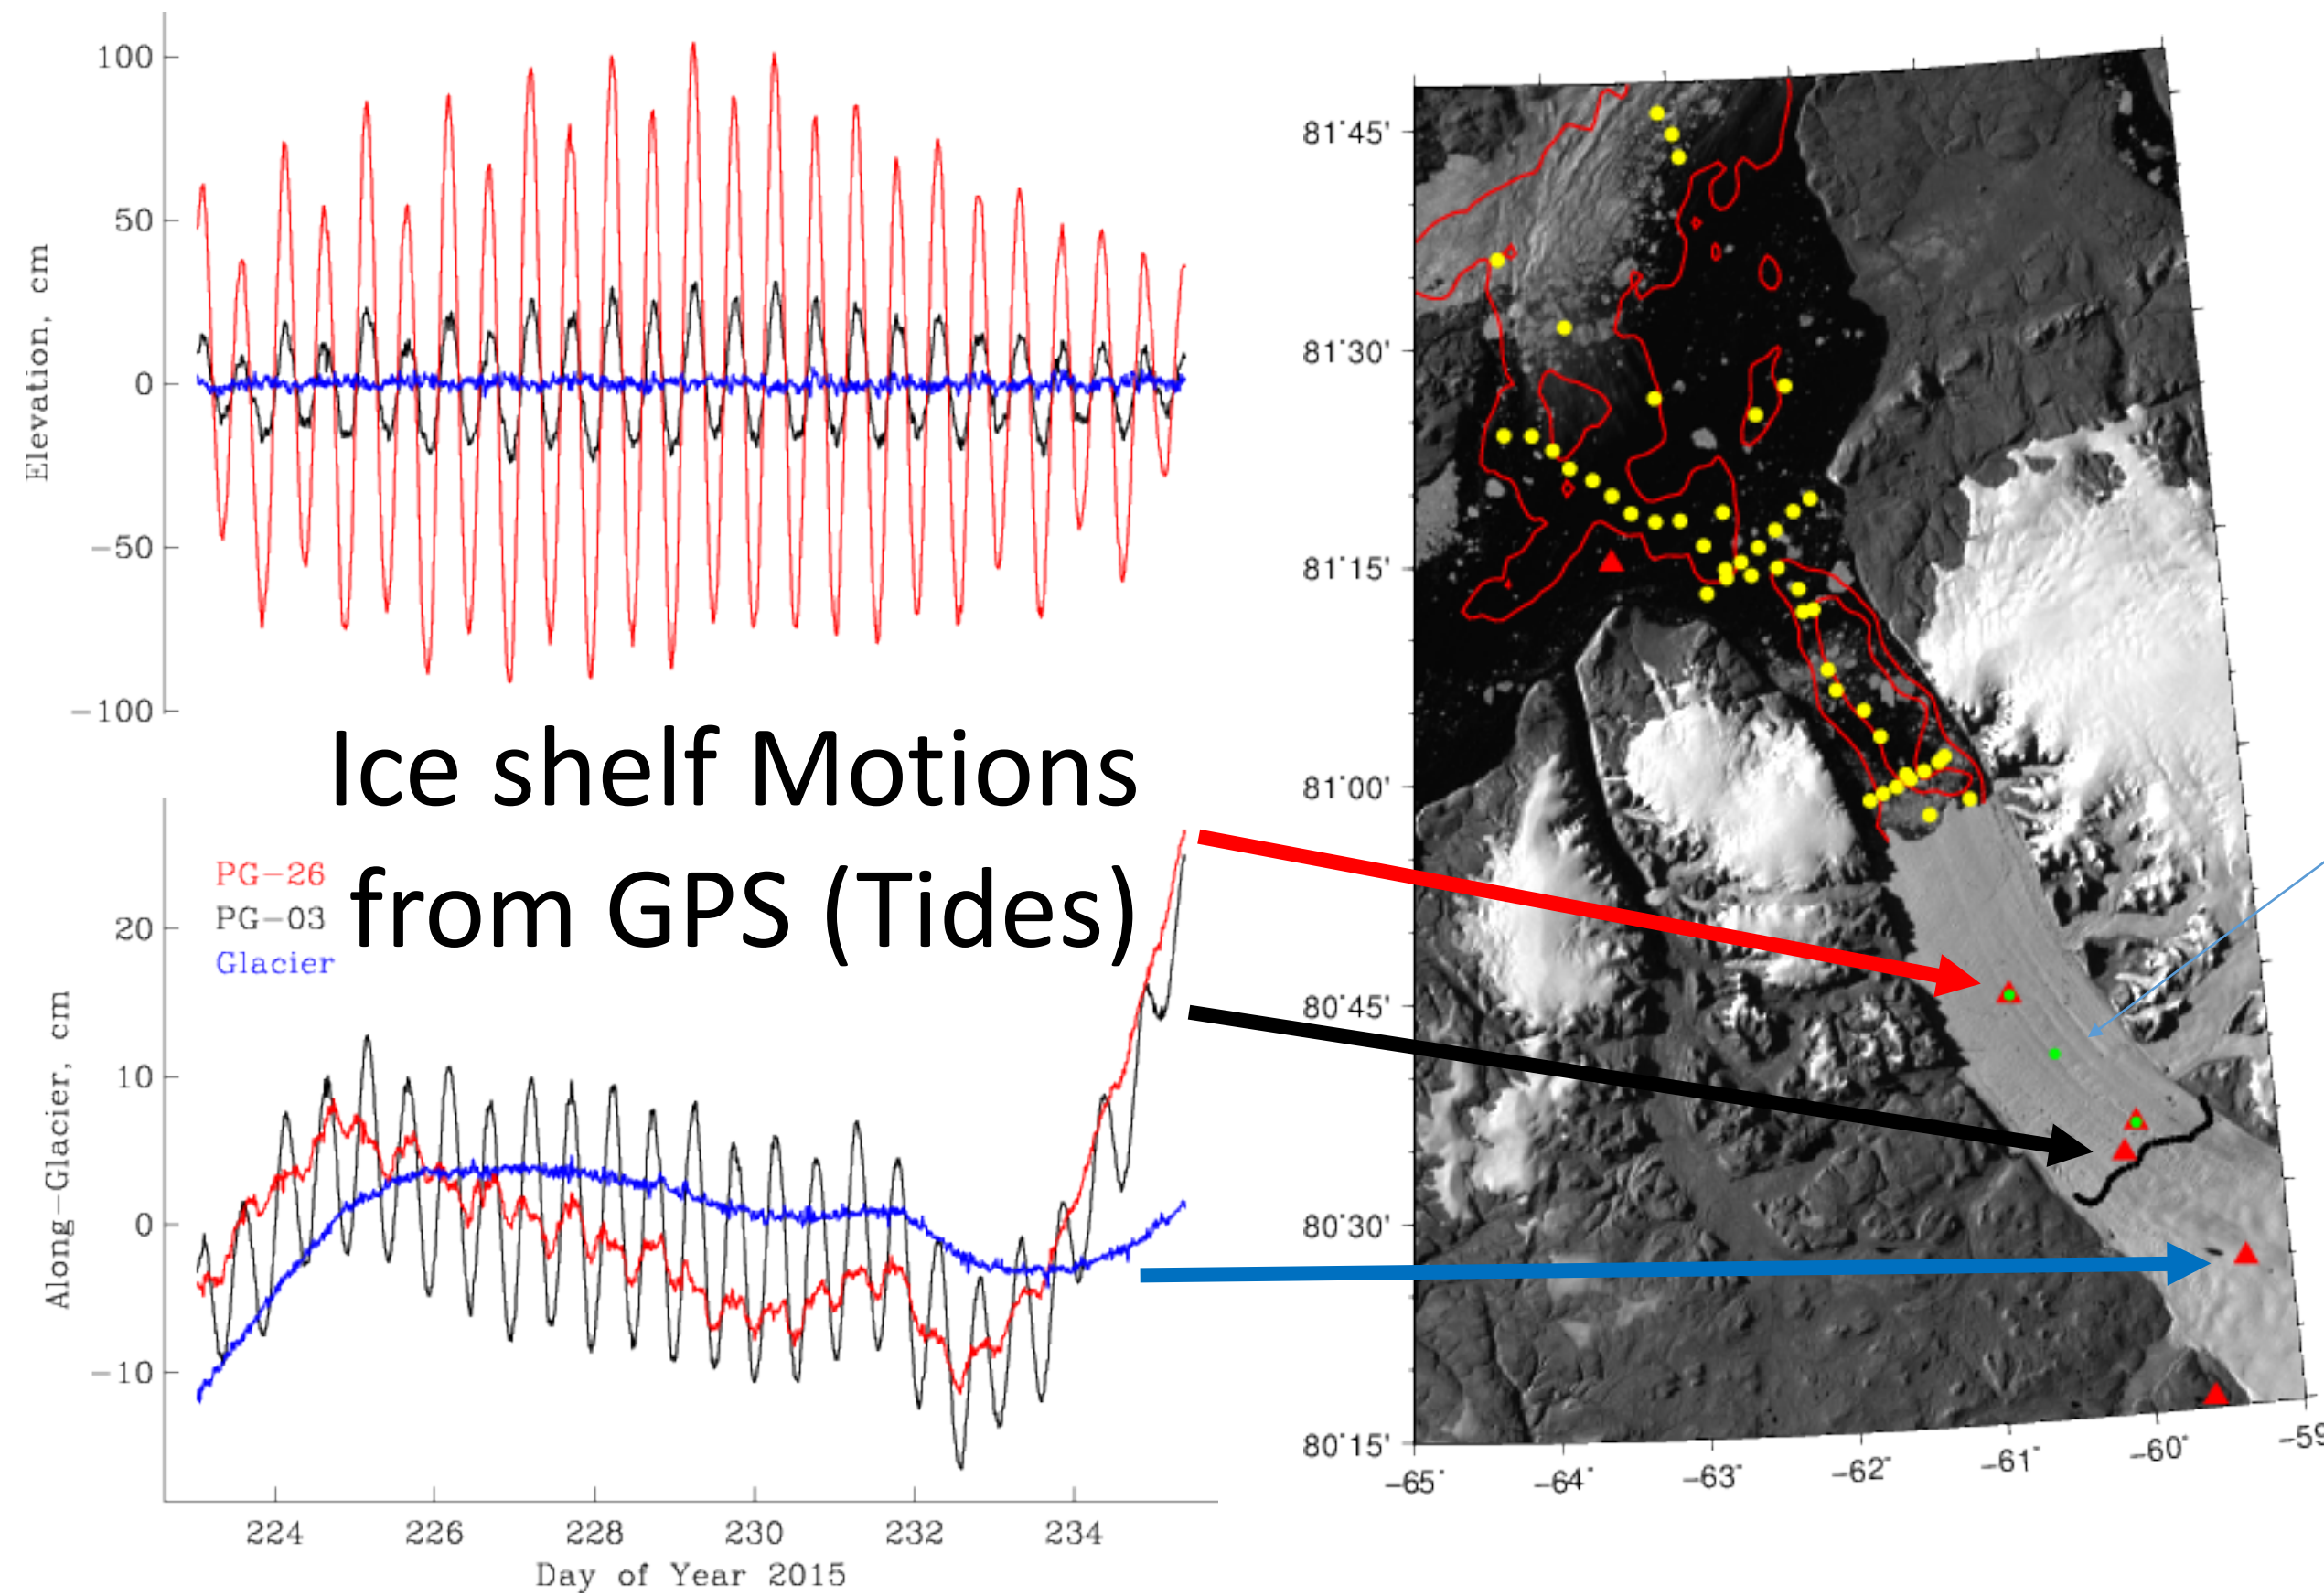 100
50
0
−50
−100
Elevation, cm
Ice shelf Motions
from GPS (Tides)
PG−26
PG−03
Glacier
20
10
0
−10
Along−Glacier, cm
224 226 228 230 232 234
Day of Year 2015
81°45'
81°30'
81°15'
81°00'
80°45'
80°30'
80°15'
-65° -64° -63° -62° -61° -60° -59